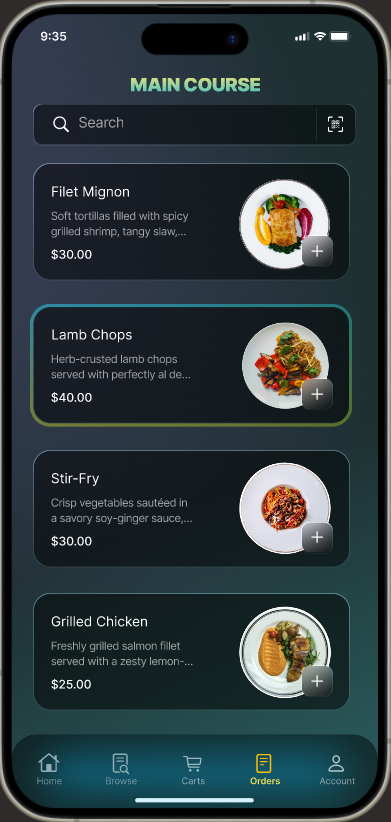 9:35
MAIN COURSE
Search
Filet Mignon
Soft tortillas filled with spicy
grilled shrimp, tangy slaw,...
$30.00
Lamb Chops
Herb-crusted lamb chops
served with perfectly al de...
$40.00
Stir-Fry
Crisp vegetables sautéed in
a savory soy-ginger sauce,...
$30.00
Grilled Chicken
Freshly grilled salmon fillet
served with a zesty lemon-...
$25.00
Home Browse Carts Orders Account